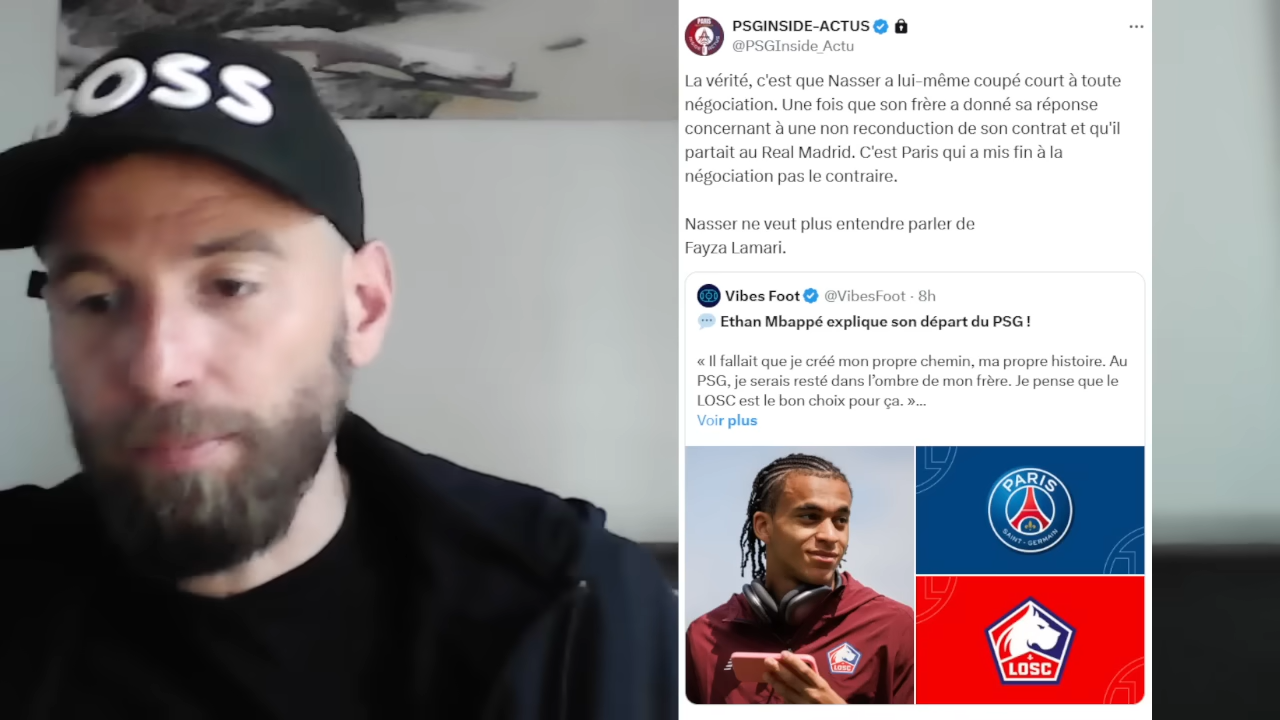 OSS
PSGINSIDE-ACTUS
@PSGInside_Actu
La vérité, c'est que Nasser a lui-même coupé court à toute
négociation. Une fois que son frère a donné sa réponse
concernant à une non reconduction de son contrat et qu'il
partait au Real Madrid. C'est Paris qui a mis fin à la
négociation pas le contraire.
Nasser ne veut plus entendre parler de
Fayza Lamari.
Vibes Foot @VibesFoot · 8h
Ethan Mbappé explique son départ du PSG !
« Il fallait que je créé mon propre chemin, ma propre histoire. Au
PSG, je serais resté dans l'ombre de mon frère. Je pense que le
LOSC est le bon choix pour ça. »...
Voir plus
PARIS
SAINT-GERMAIN
LOSC
LOSC